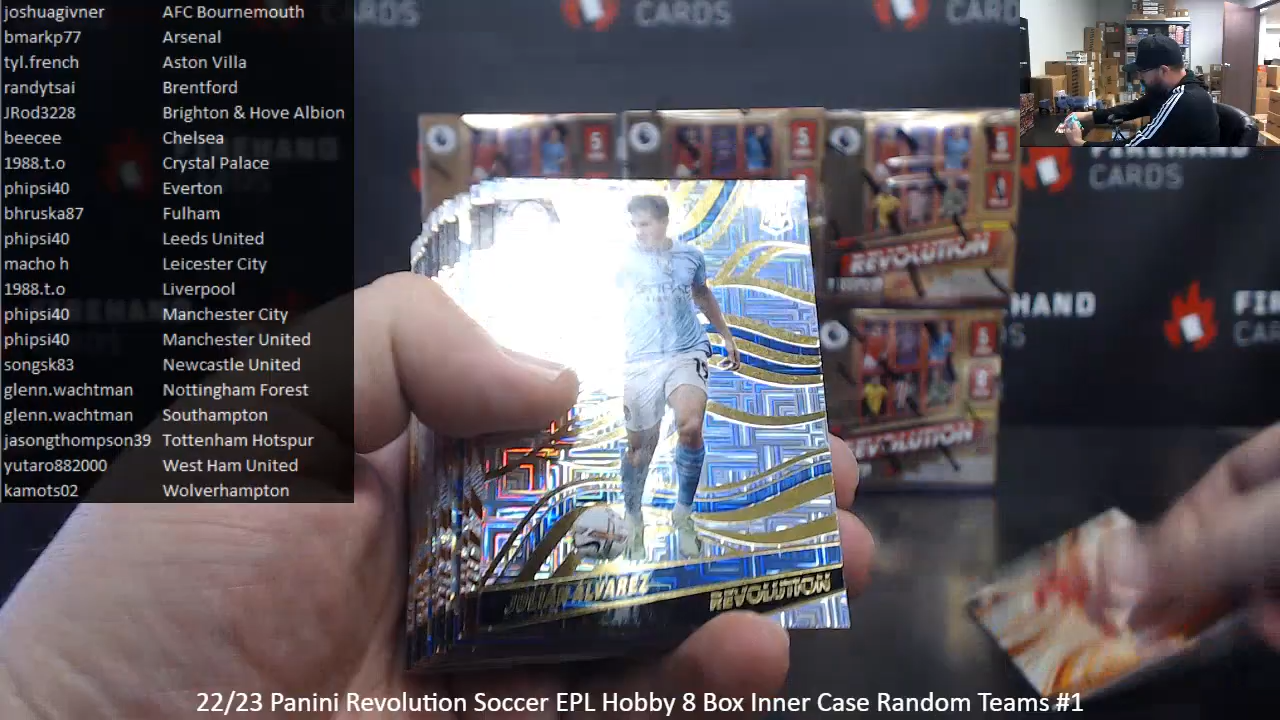 joshuagivner AFC Bournemouth
bmarkp77 Arsenal
tyl.french Aston Villa
randytsai Brentford
JRod3228 Brighton & Hove Albion
beecee Chelsea
1988.t.o Crystal Palace
phipsi40 Everton
bhruska87 Fulham
phipsi40 Leeds United
macho h Leicester City
1988.t.o Liverpool
phipsi40 Manchester City
phipsi40 Manchester United
songsk83 Newcastle United
glenn.wachtman Nottingham Forest
glenn.wachtman Southampton
jasongthompson39 Tottenham Hotspur
yutaro882000 West Ham United
kamots02 Wolverhampton
CARDS
CARDS
CARDS
REVOLUTION
REVOLUTION
CARDS
JULIAN ALVAREZ
REVOLUTION
22/23 Panini Revolution Soccer EPL Hobby 8 Box Inner Case Random Teams #1